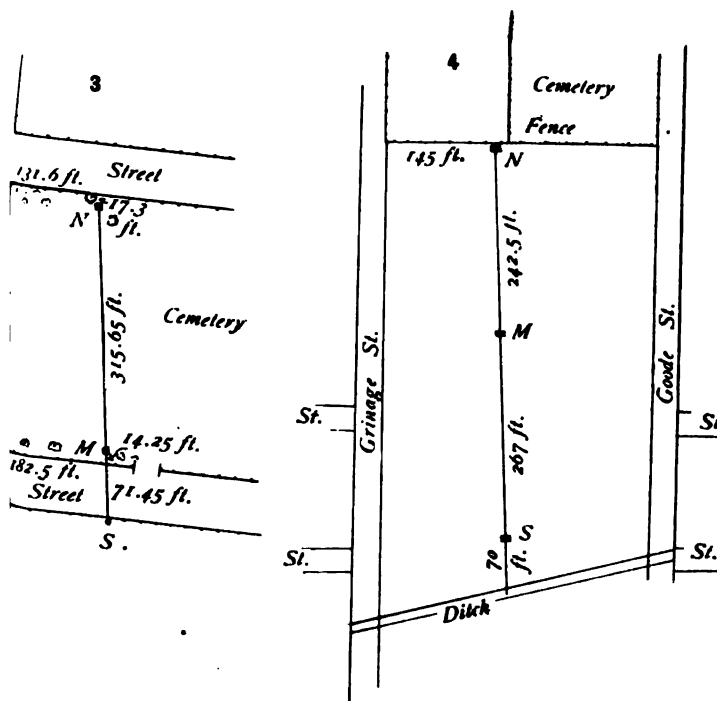 3
Street
131.6 ft.
17.3
ft.
N
315.65 ft.
Cemetery
M
14.25 ft.
182.5 ft.
Street
71.45 ft.
S.
4
Cemetery
Fence
145 ft.
N
242.5 ft.
M
Grinage St.
Goode St.
St.
St.
267 ft.
S
70
ft.
St.
St.
Ditch